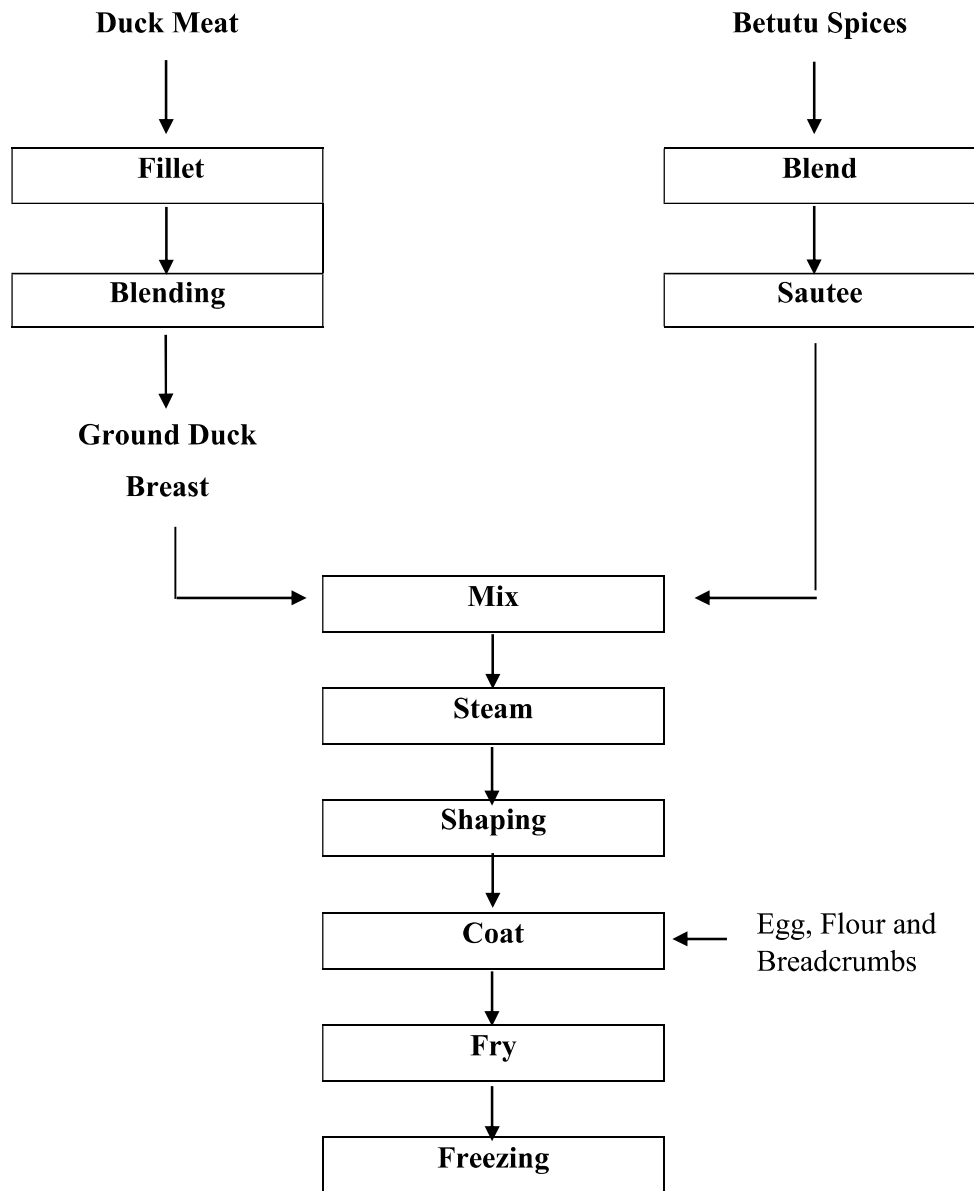 Duck Meat
Betutu Spices
Fillet
Blend
Blending
Sautee
Ground Duck
Breast
Mix
Steam
Shaping
Coat
Egg, Flour and
Breadcrumbs
Fry
Freezing